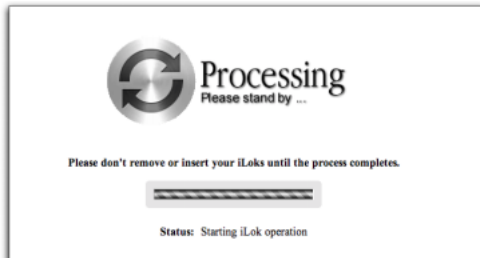 Processing
Please stand by ...
Please don't remove or insert your iLoks until the process completes.
Status: Starting iLok operation